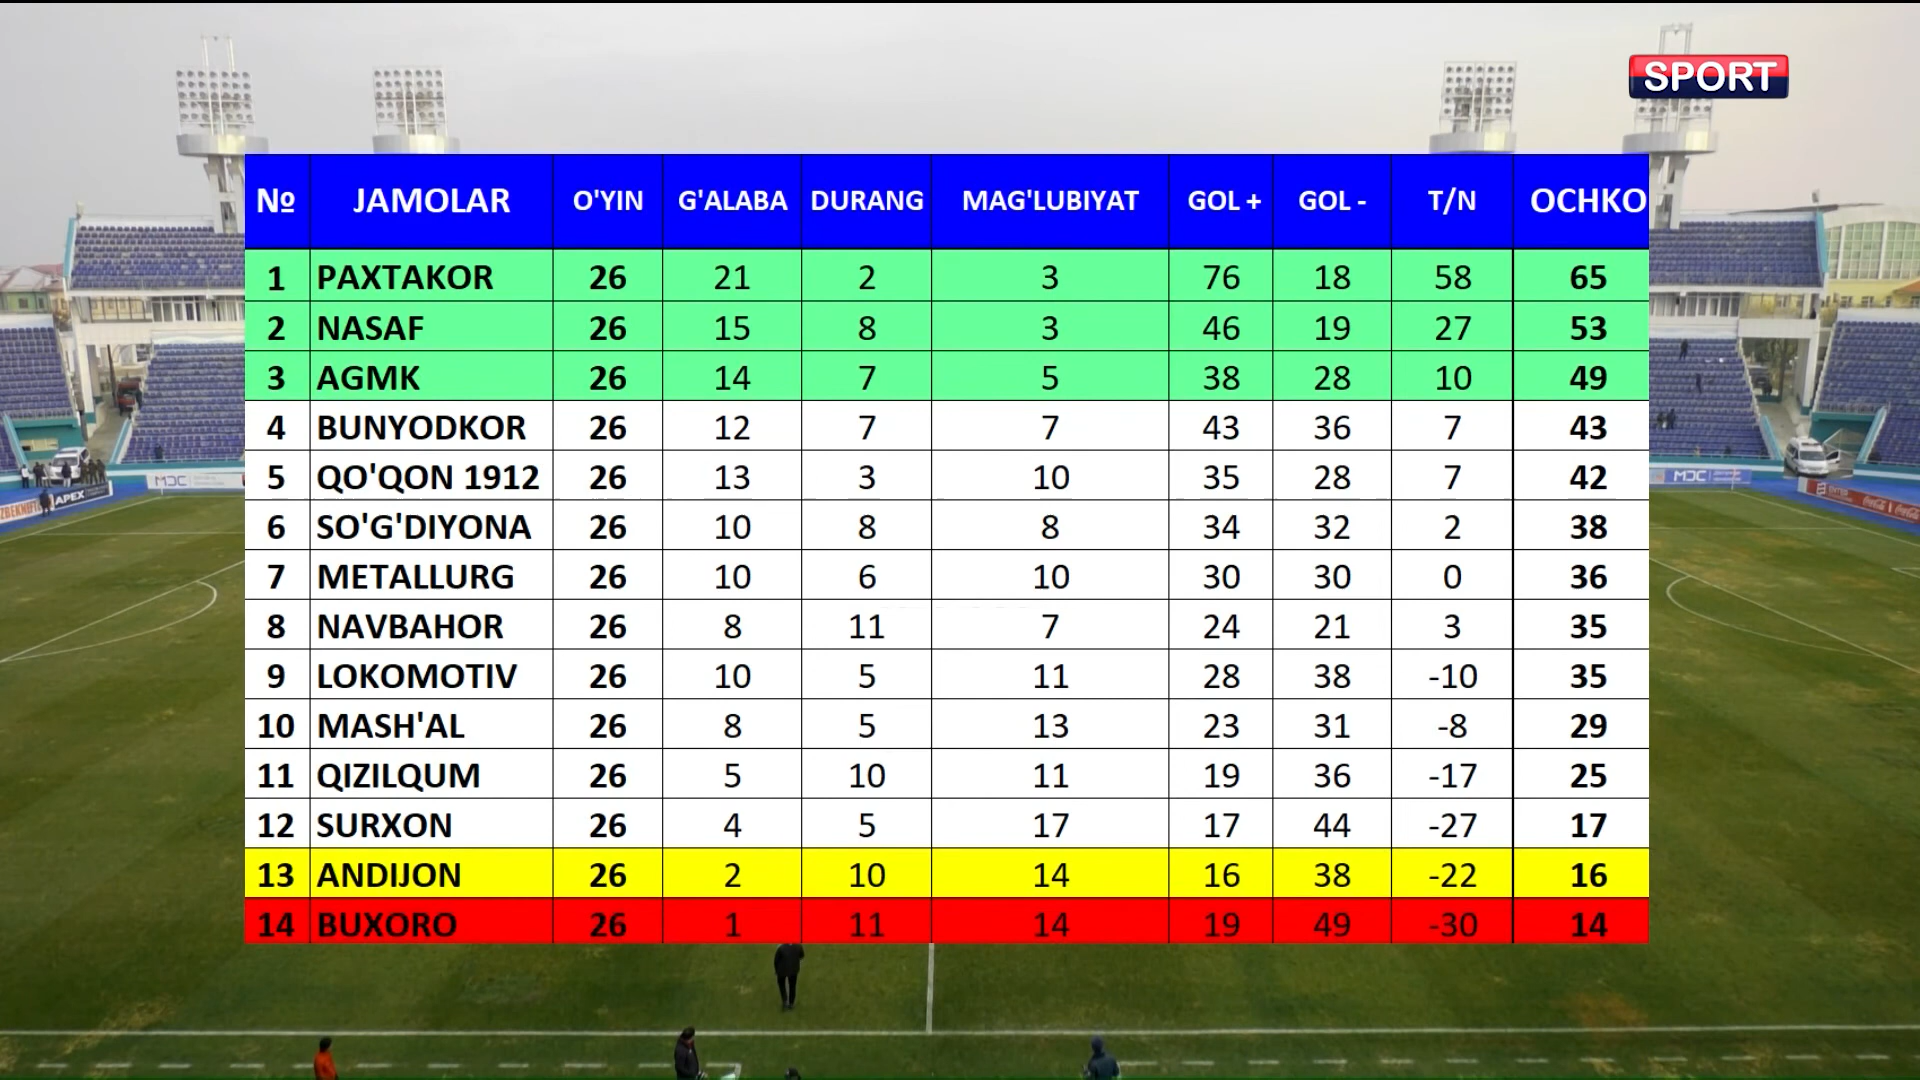 SPORT
№ JAMOLAR O'YIN G'ALABA DURANG MAG'LUBIYAT GOL + GOL - T/N OCHKO
1 PAXTAKOR 26 21 2 3 76 18 58 65
2 NASAF 26 15 8 3 46 19 27 53
3 AGMK 26 14 7 5 38 28 10 49
4 BUNYODKOR 26 12 7 7 43 36 7 43
5 QO'QON 1912 26 13 3 10 35 28 7 42
6 SO'G'DIYONA 26 10 8 8 34 32 2 38
7 METALLURG 26 10 6 10 30 30 0 36
8 NAVBAHOR 26 8 11 7 24 21 3 35
9 LOKOMOTIV 26 10 5 11 28 38 -10 35
10 MASH'AL 26 8 5 13 23 31 -8 29
11 QIZILQUM 26 5 10 11 19 36 -17 25
12 SURXON 26 4 5 17 17 44 -27 17
13 ANDIJON 26 2 10 14 16 38 -22 16
14 BUXORO 26 1 11 14 19 49 -30 14
MDC
APEX
MDC
Coca-Cola